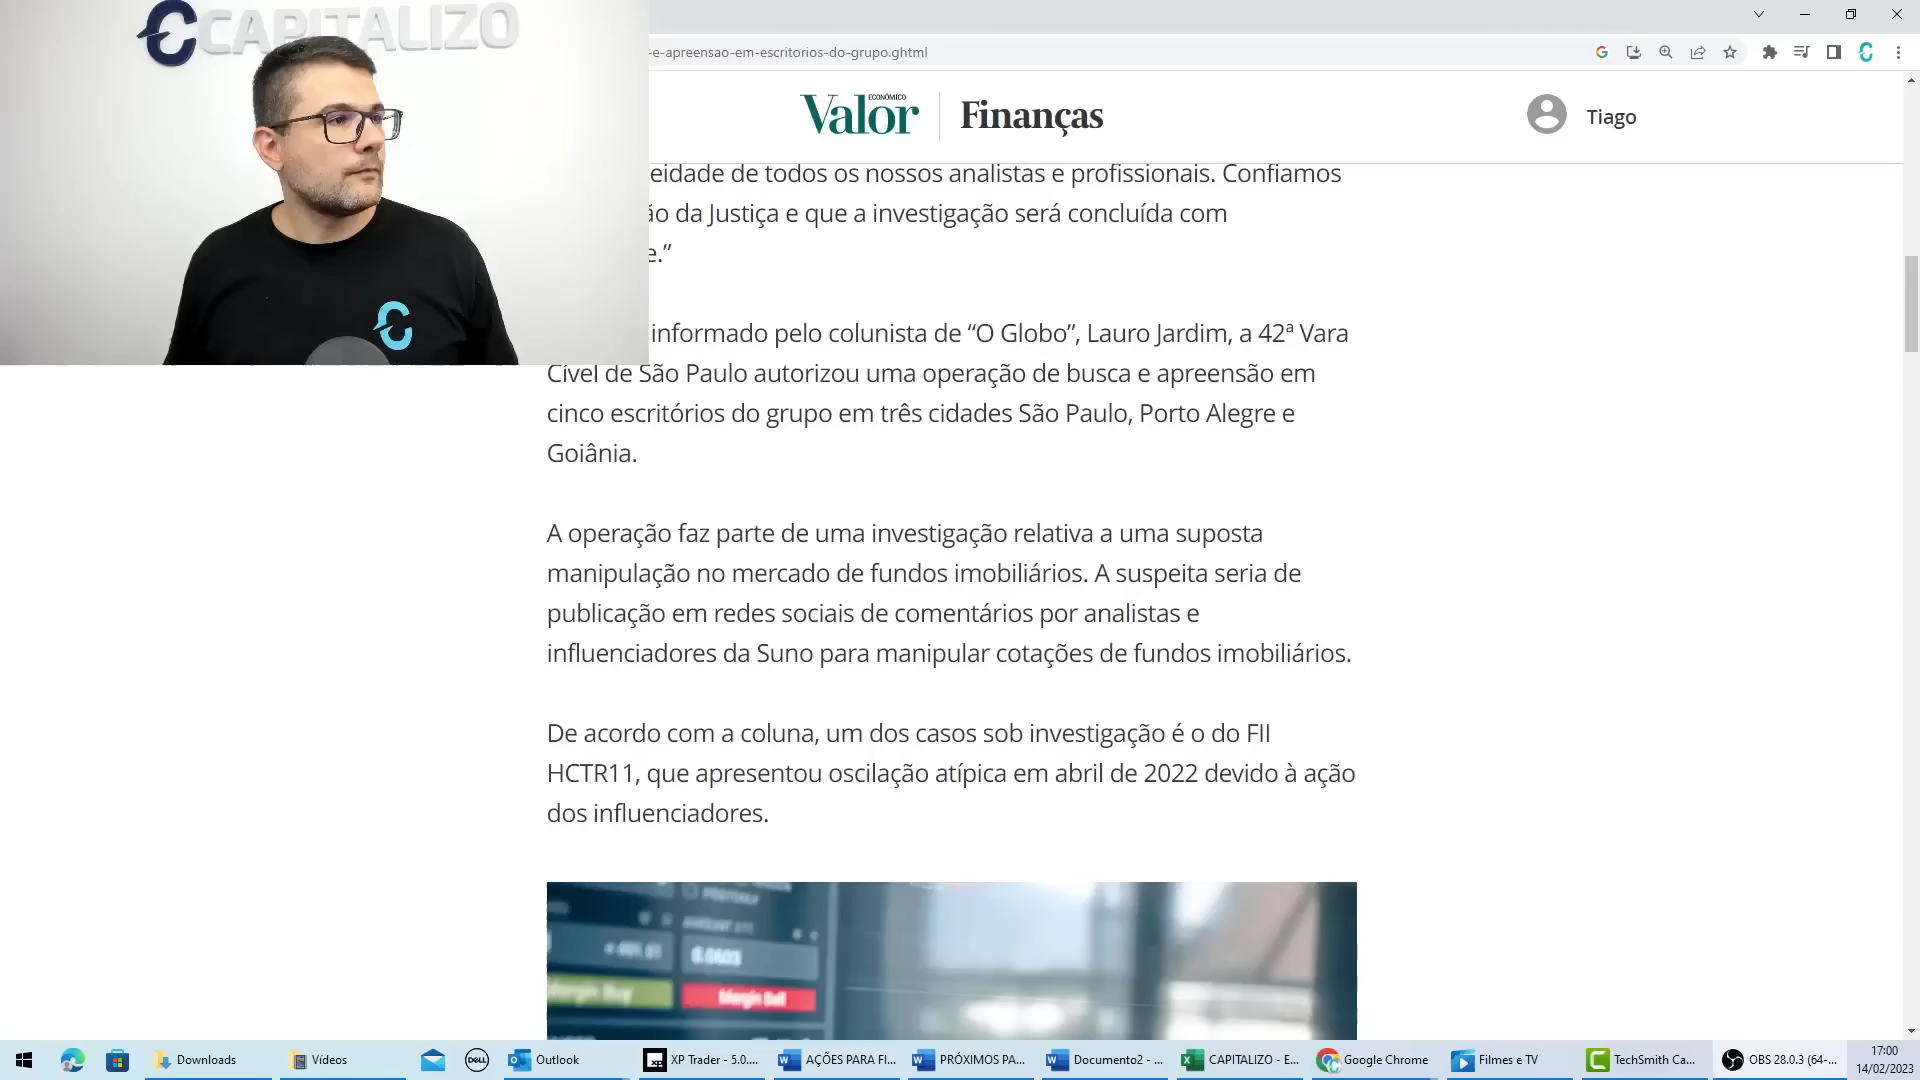 CAPITALIZO
-e-apreensao-em-escritorios-do-grupo.ghtml
Valor ECONÔMICO
Finanças
Tiago
eidade de todos os nossos analistas e profissionais. Confiamos
ão da Justiça e que a investigação será concluída com
e.”
informado pelo colunista de “O Globo”, Lauro Jardim, a 42ª Vara
Cível de São Paulo autorizou uma operação de busca e apreensão em
cinco escritórios do grupo em três cidades São Paulo, Porto Alegre e
Goiânia.
A operação faz parte de uma investigação relativa a uma suposta
manipulação no mercado de fundos imobiliários. A suspeita seria de
publicação em redes sociais de comentários por analistas e
influenciadores da Suno para manipular cotações de fundos imobiliários.
De acordo com a coluna, um dos casos sob investigação é o do FII
HCTR11, que apresentou oscilação atípica em abril de 2022 devido à ação
dos influenciadores.
0.0603
Margin Buy
Margin Sell
Downloads
Vídeos
DELL
Outlook
XP Trader - 5.0....
AÇÕES PARA FI...
PRÓXIMOS PA...
Documento2 - ...
CAPITALIZO - E...
Google Chrome
Filmes e TV
TechSmith Ca...
OBS 28.0.3 (64-...
17:00
14/02/2023